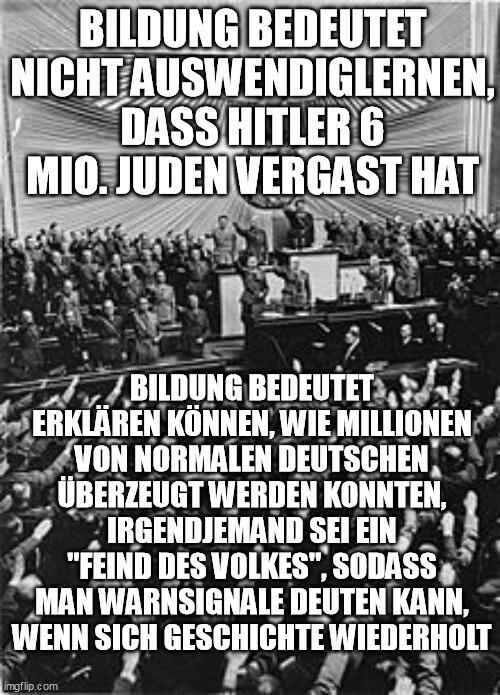 BILDUNG BEDEUTET
NICHT AUSWENDIGLERNEN,
DASS HITLER 6
MIO. JUDEN VERGAST HAT
BILDUNG BEDEUTET
ERKLÄREN KÖNNEN, WIE MILLIONEN
VON NORMALEN DEUTSCHEN
ÜBERZEUGT WERDEN KONNTEN,
IRGENDJEMAND SEI EIN
"FEIND DES VOLKES", SODASS
MAN WARNSIGNALE DEUTEN KANN,
WENN SICH GESCHICHTE WIEDERHOLT
imgflip.com